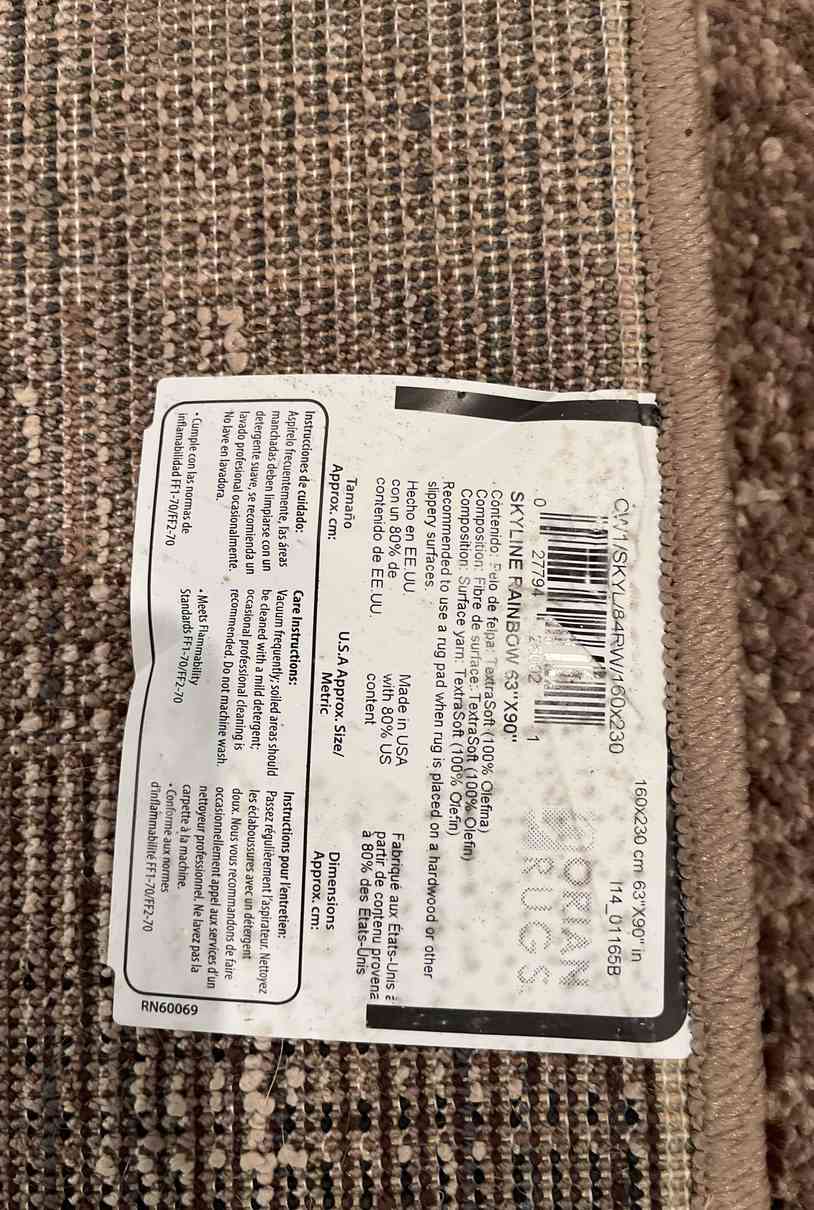 CW1/SKYL/84RW/160x230
160x230 cm 63"X90" in
I14_01165B
0 27794 1
ORIAN
RUGS
SKYLINE RAINBOW 63"X90"
Contenido: Pelo de felpa: TextraSoft (100% Olefina)
Composition: Fibre de surface: TextraSoft (100% Olefin)
Composition: Surface yarn: TextraSoft (100% Olefin)
Recommended to use a rug pad when rug is placed on a hardwood or other
slippery surfaces.
Hecho en EE.UU.
con un 80% de
contenido de EE.UU.
Made in USA
with 80% US
content
Fabriqué aux États-Unis à
partir de contenu provena
à 80% des États-Unis
Tamaño
Approx. cm:
U.S.A Approx. Size/
Metric
Dimensions
Approx. cm:
Instrucciones de cuidado:
Aspírelo frecuentemente, las áreas
manchadas deben limpiarse con un
detergente suave, se recomienda un
lavado profesional ocasionalmente.
No lave en lavadora.
• Cumple con las normas de
inflamabilidad FF1-70/FF2-70
Care Instructions:
Vacuum frequently; soiled areas should
be cleaned with a mild detergent;
occasional professional cleaning is
recommended. Do not machine wash.
• Meets Flammability
Standards FF1-70/FF2-70
Instructions pour l'entretien:
Passez régulièrement l'aspirateur. Nettoyez
les éclaboussures avec un détergent
doux. Nous vous recommandons de faire
occasionnellement appel aux services d'un
nettoyeur professionnel. Ne lavez pas la
carpette à la machine.
• Conforme aux normes
d'inflammabilité FF1-70/FF2-70
RN60069